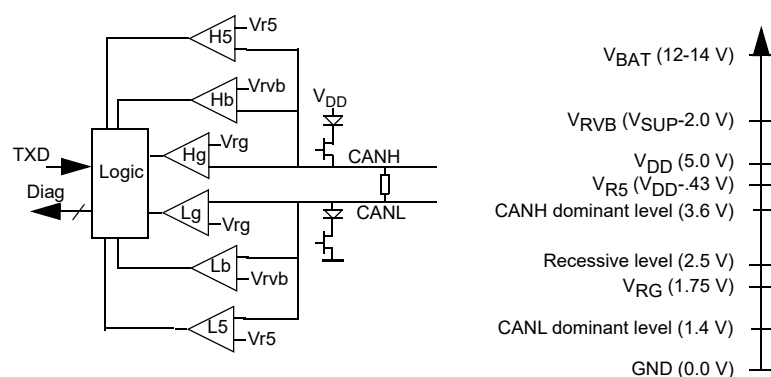 Vr5
H5
Vrvb
Hb
VDD
Vrg
Hg
TXD
Logic
CANH
Diag
Lg
CANL
Vrg
Lb
Vrvb
L5
Vr5
VBAT (12-14 V)
VRVB (VSUP-2.0 V)
VDD (5.0 V)
VR5 (VDD-.43 V)
CANH dominant level (3.6 V)
Recessive level (2.5 V)
VRG (1.75 V)
CANL dominant level (1.4 V)
GND (0.0 V)